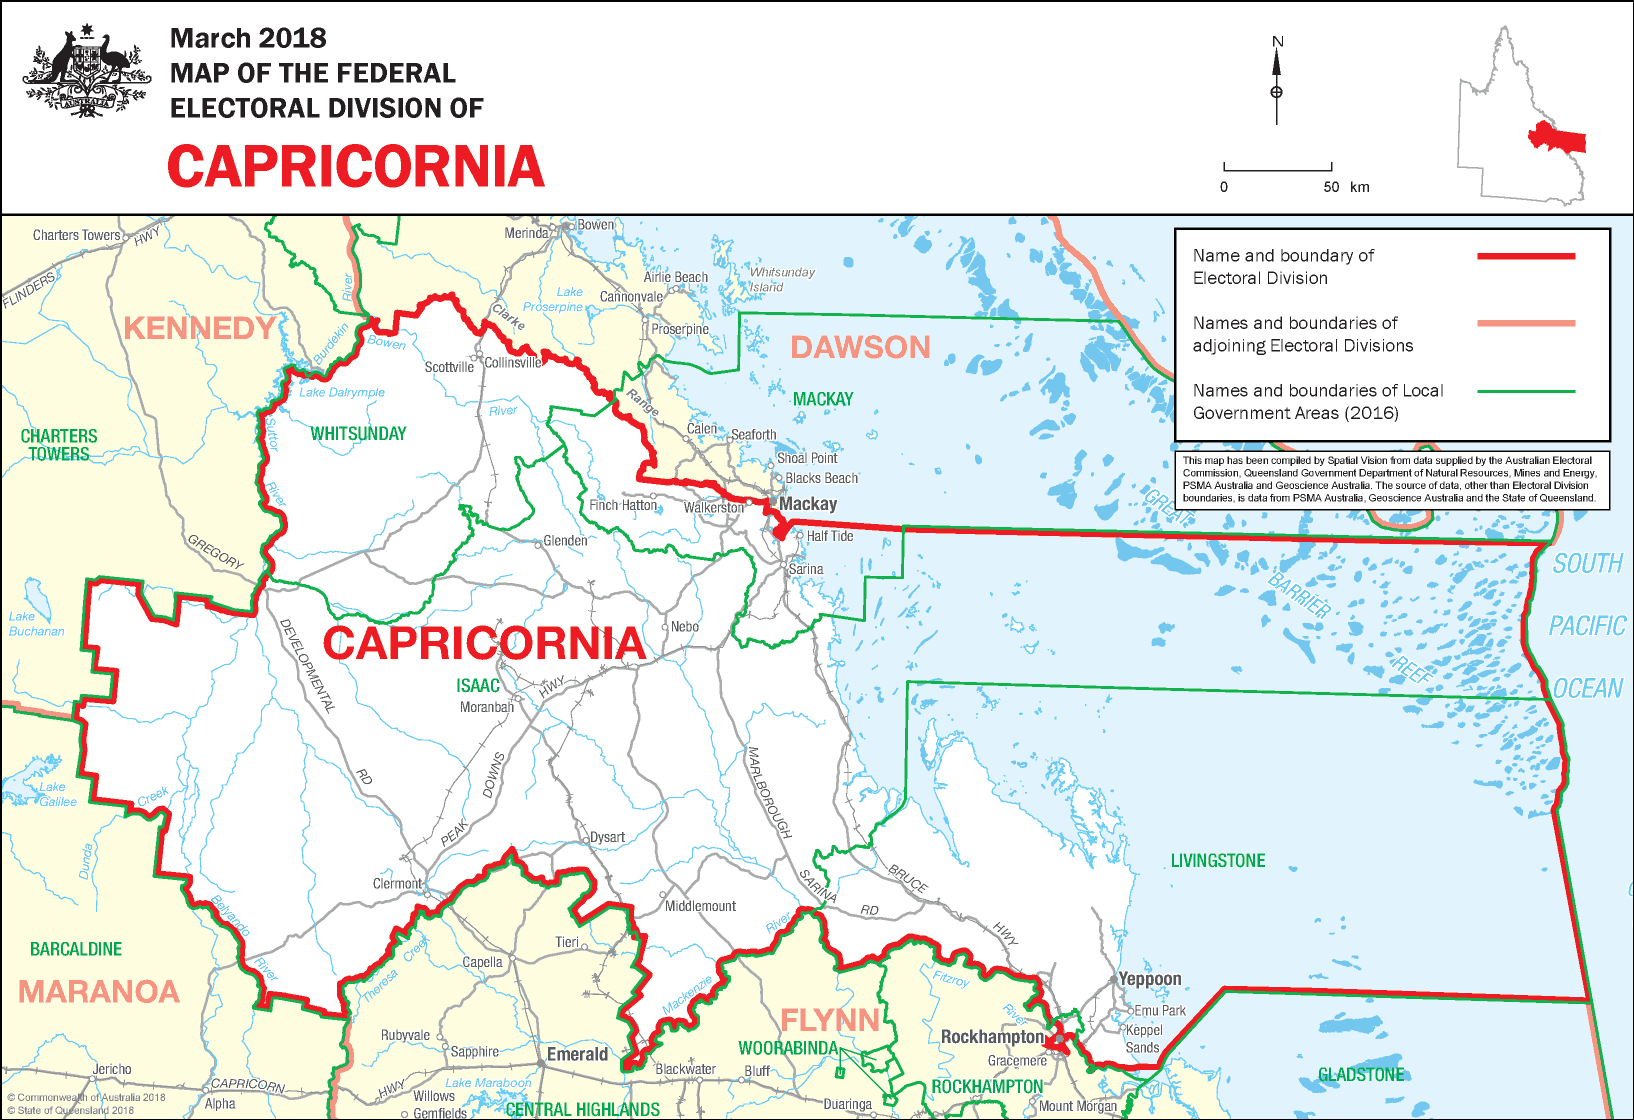 March 2018
MAP OF THE FEDERAL
ELECTORAL DIVISION OF
CAPRICORNIA
AUSTRALIA
N
0 50 km
Name and boundary of
Electoral Division
Names and boundaries of
adjoining Electoral Divisions
Names and boundaries of Local
Government Areas (2016)
This map has been compiled by Spatial Vision from data supplied by the Australian Electoral
Commission, Queensland Government Department of Natural Resources, Mines and Energy,
PSMA Australia and Geoscience Australia. The source of data, other than Electoral Division
boundaries, is data from PSMA Australia, Geoscience Australia and the State of Queensland.
Charters Towers
HWY
FLINDERS
River
Merinda
Bowen
Airlie Beach
Whitsunday
Island
Cannonvale
Lake
Proserpine
Clarke
Proserpine
KENNEDY
Burdekin
Bowen
DAWSON
Scottville
Collinsville
Lake Dalrymple
River
Range
MACKAY
CHARTERS
TOWERS
Suttor
WHITSUNDAY
Calen
Seaforth
Shoal Point
Blacks Beach
River
Finch Hatton
Walkerston
Mackay
GREAT
Half Tide
GREGORY
Glenden
Sarina
SOUTH
BARRIER
Lake
Buchanan
DEVELOPMENTAL
CAPRICORNIA
Nebo
PACIFIC
REEF
ISAAC
HWY
Moranbah
OCEAN
RD
DOWNS
MARLBOROUGH
Lake
Galilee
Creek
PEAK
Dysart
Dunda
LIVINGSTONE
Clermont
SARINA
BRUCE
Belyando
Middlemount
RD
River
HWY
BARCALDINE
Tieri
Creek
Capella
River
Theresa
MARANOA
Mackenzie
Fitzroy
Yeppoon
FLYNN
River
Emu Park
Rubyvale
Rockhampton
Keppel
Sands
Sapphire
Emerald
WOORABINDA
Gracemere
Jericho
Blackwater
Bluff
GLADSTONE
CAPRICORN
HWY
Lake Maraboon
ROCKHAMPTON
Willows
Gemfields
Alpha
CENTRAL HIGHLANDS
Duaringa
Mount Morgan
© Commonwealth of Australia 2018
© State of Queensland 2018